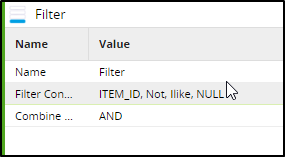 Filter
Name Value
Name Filter
Filter Con... ITEM_ID, Not, Ilike, NULL
Combine ... AND